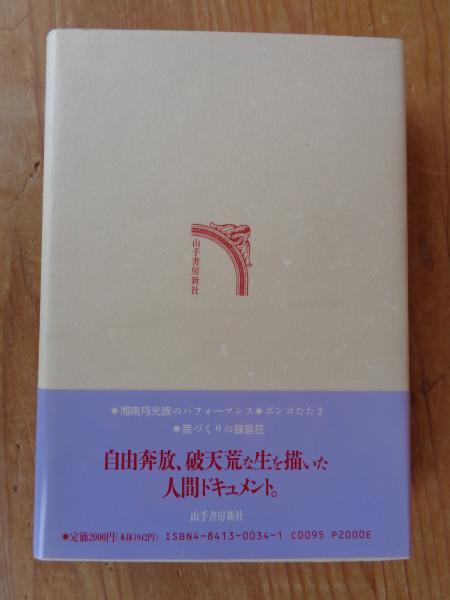 山手書房新社
●湘南月光族のパフォーマンス●ボンゴたたき
●音づくりの録音狂
自由奔放、破天荒な生を描いた
人間ドキュメント。
山手書房新社
●定価2000円(本体1942円) ISBN4-8413-0034-1 C0095 P2000E